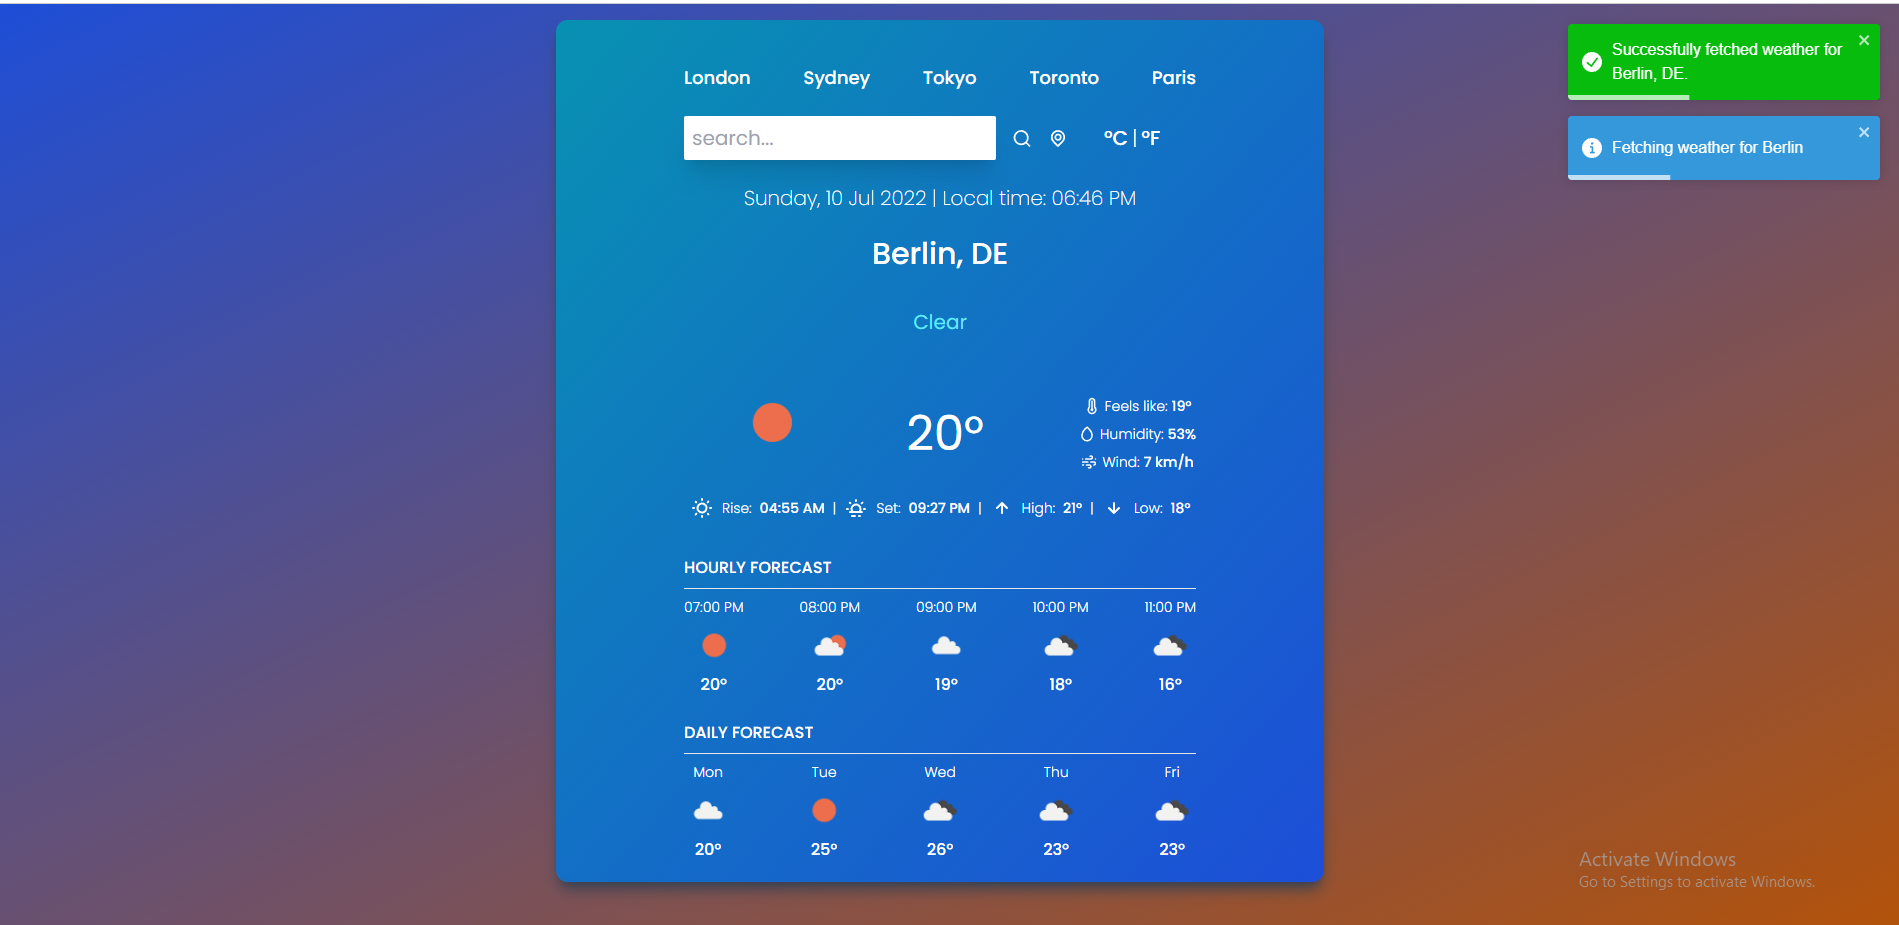 London Sydney Tokyo Toronto Paris
search...
°C | °F
Sunday, 10 Jul 2022 | Local time: 06:46 PM
Berlin, DE
Clear
20°
Feels like: 19°
Humidity: 53%
Wind: 7 km/h
Rise: 04:55 AM | Set: 09:27 PM | High: 21° | Low: 18°
HOURLY FORECAST
07:00 PM 08:00 PM 09:00 PM 10:00 PM 11:00 PM
20° 20° 19° 18° 16°
DAILY FORECAST
Mon Tue Wed Thu Fri
20° 25° 26° 23° 23°
Successfully fetched weather for
Berlin, DE.
Fetching weather for Berlin
Activate Windows
Go to Settings to activate Windows.